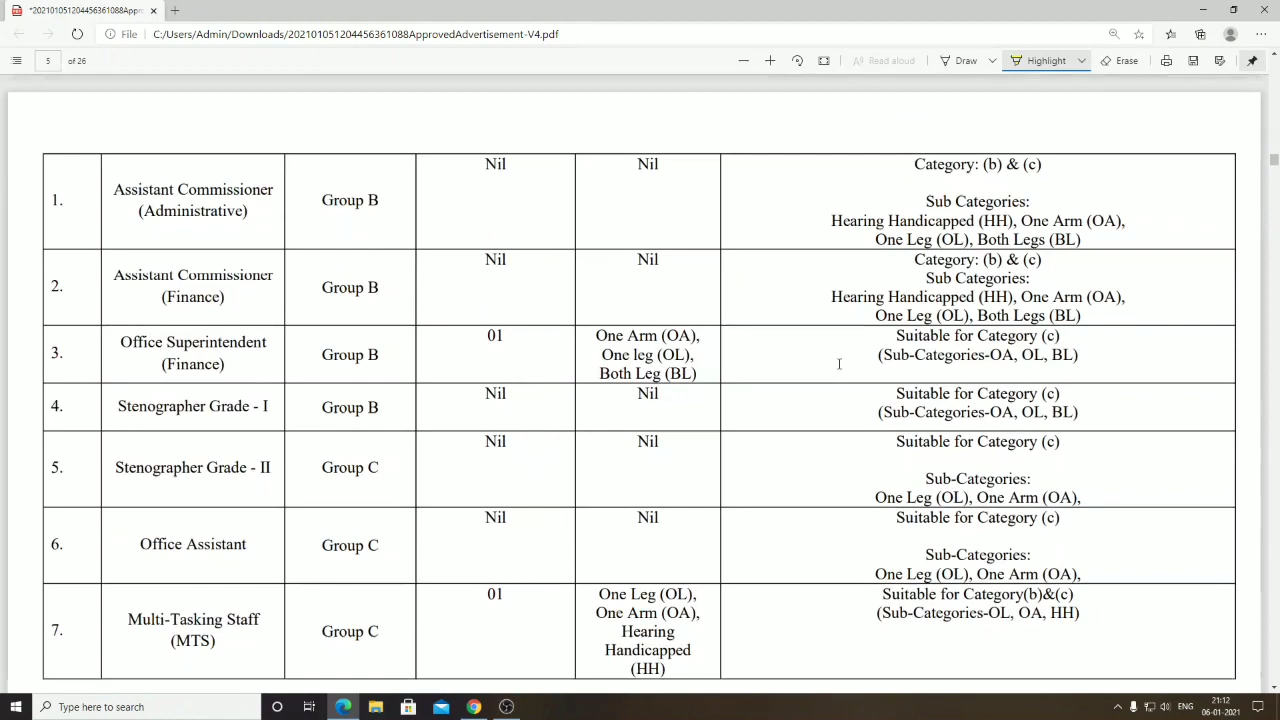 *202101051204456361088Appro
File C:/Users/Admin/Downloads/202101051204456361088ApprovedAdvertisement-V4.pdf
5 of 26 Read aloud Draw Highlight Erase
1. Assistant Commissioner (Administrative) Group B Nil Nil Category: (b) & (c)
Sub Categories:
Hearing Handicapped (HH), One Arm (OA),
One Leg (OL), Both Legs (BL)
2. Assistant Commissioner (Finance) Group B Nil Nil Category: (b) & (c)
Sub Categories:
Hearing Handicapped (HH), One Arm (OA),
One Leg (OL), Both Legs (BL)
3. Office Superintendent (Finance) Group B 01 One Arm (OA), One leg (OL), Both Leg (BL) Suitable for Category (c)
(Sub-Categories-OA, OL, BL)
4. Stenographer Grade - I Group B Nil Nil Suitable for Category (c)
(Sub-Categories-OA, OL, BL)
5. Stenographer Grade - II Group C Nil Nil Suitable for Category (c)
Sub-Categories:
One Leg (OL), One Arm (OA),
6. Office Assistant Group C Nil Nil Suitable for Category (c)
Sub-Categories:
One Leg (OL), One Arm (OA),
7. Multi-Tasking Staff (MTS) Group C 01 One Leg (OL), One Arm (OA), Hearing Handicapped (HH) Suitable for Category(b)&(c)
(Sub-Categories-OL, OA, HH)
Type here to search ENG 21:12
06-01-2021